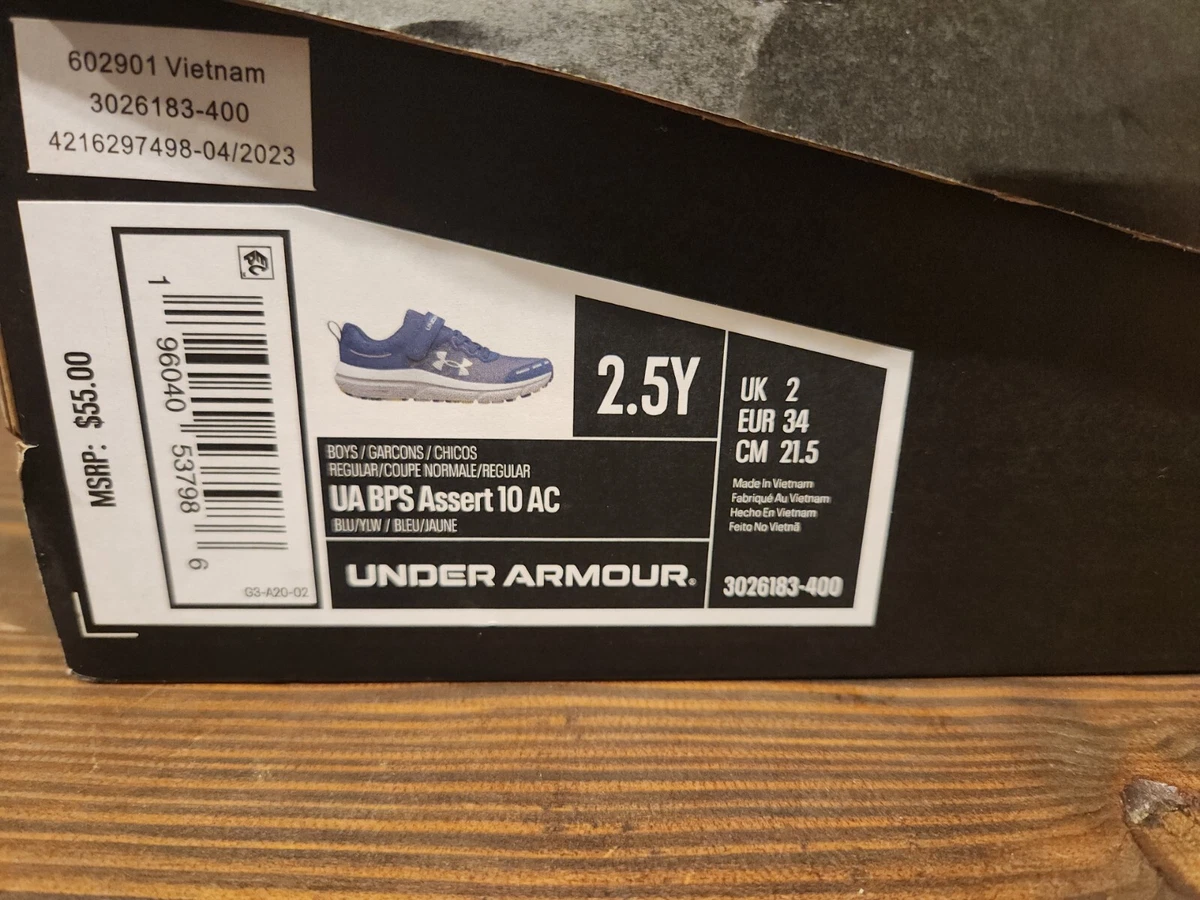 602901 Vietnam
3026183-400
4216297498-04/2023
MSRP: $55.00
1 96040 53798 6
G3-A20-02
2.5Y
UK 2
EUR 34
CM 21.5
BOYS / GARCONS / CHICOS
REGULAR/COUPE NORMALE/REGULAR
UA BPS Assert 10 AC
BLU/YLW / BLEU/JAUNE
UNDER ARMOUR.
Made In Vietnam
Fabriqué Au Vietnam
Hecho En Vietnam
Feito No Vietnã
3026183-400